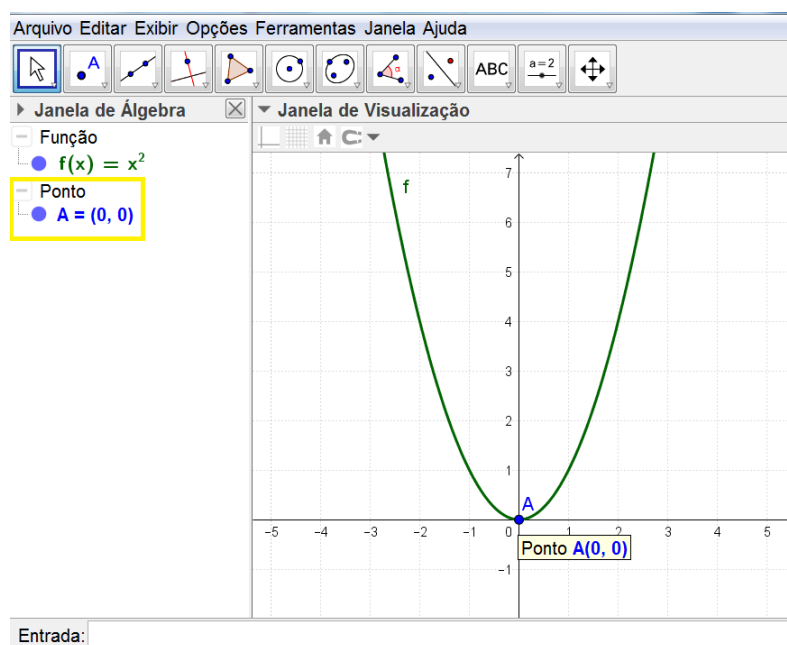 Arquivo Editar Exibir Opções Ferramentas Janela Ajuda
A α ABC a=2
Janela de Álgebra
Janela de Visualização
Função
f(x) = x²
Ponto
A = (0, 0)
f
7
6
5
4
3
2
1
A
-5 -4 -3 -2 -1 0 1 2 3 4 5
Ponto A(0, 0)
-1
Entrada: